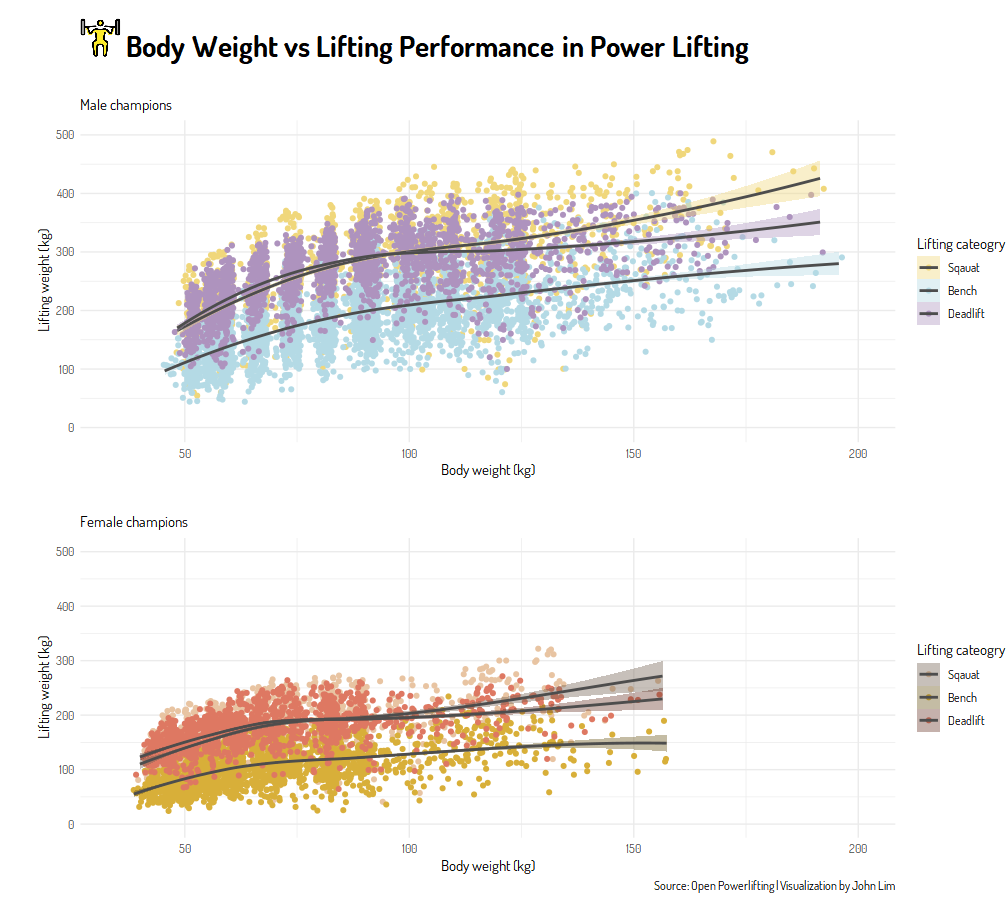 Body Weight vs Lifting Performance in Power Lifting
Male champions
500
400
300
200
100
0
Lifting weight (kg)
50
100
150
200
Body weight (kg)
Lifting cateogry
Sqauat
Bench
Deadlift
Female champions
500
400
300
200
100
0
Lifting weight (kg)
50
100
150
200
Body weight (kg)
Lifting cateogry
Sqauat
Bench
Deadlift
Source: Open Powerlifting | Visualization by John Lim